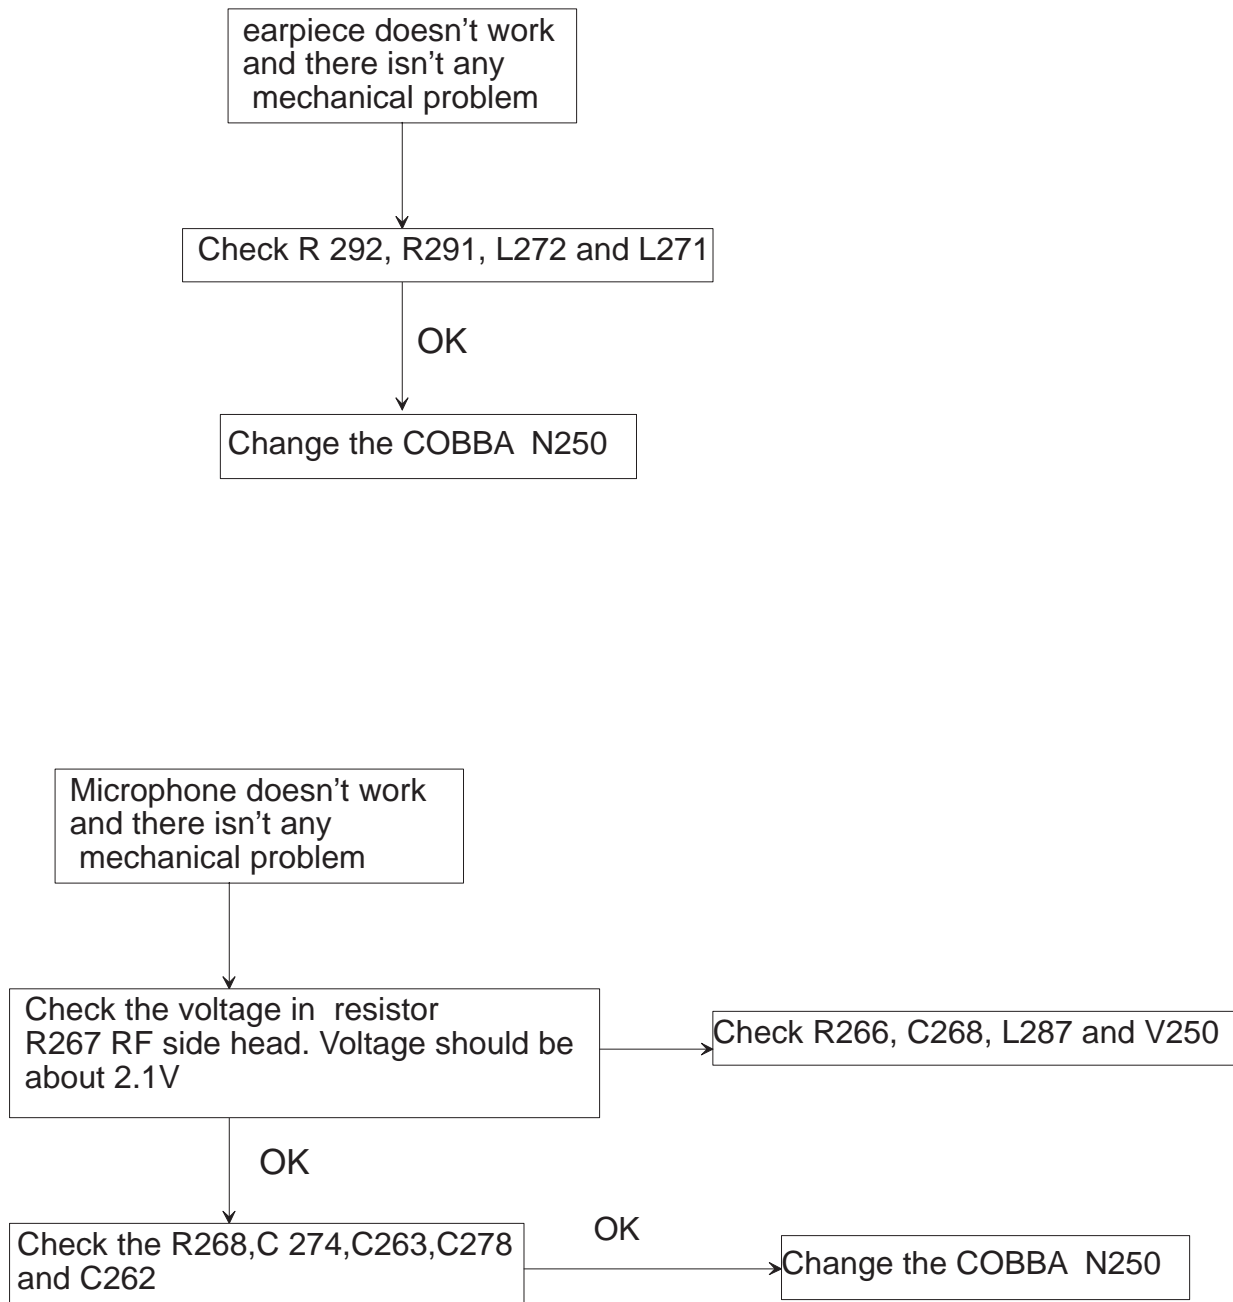 earpiece doesn't work
and there isn't any
mechanical problem
Check R 292, R291, L272 and L271
OK
Change the COBBA  N250
Microphone doesn't work
and there isn't any
mechanical problem
Check the voltage in  resistor
R267 RF side head. Voltage should be
about 2.1V
Check R266, C268, L287 and V250
OK
Check the R268,C 274,C263,C278
and C262
OK
Change the COBBA  N250